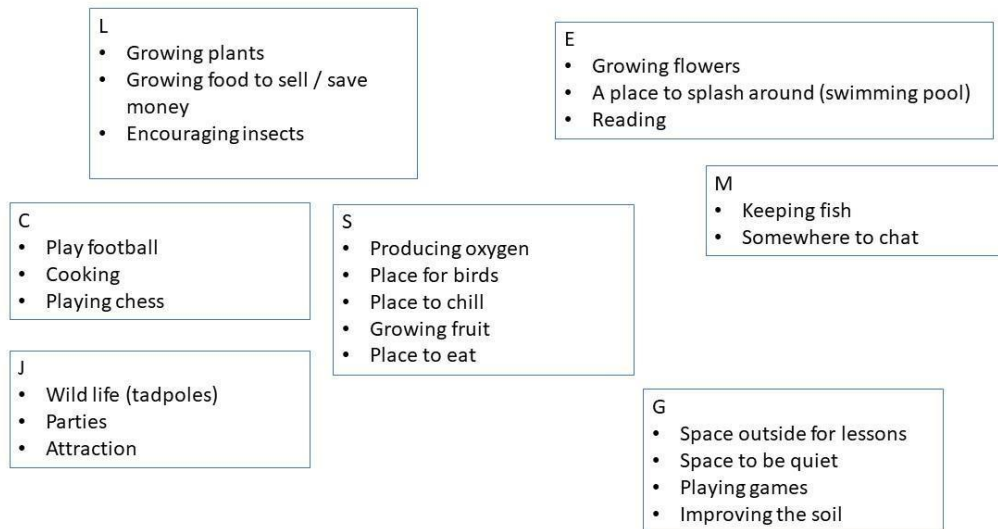 L
• Growing plants
• Growing food to sell / save
money
• Encouraging insects
E
• Growing flowers
• A place to splash around (swimming pool)
• Reading
M
• Keeping fish
• Somewhere to chat
C
• Play football
• Cooking
• Playing chess
S
• Producing oxygen
• Place for birds
• Place to chill
• Growing fruit
• Place to eat
J
• Wild life (tadpoles)
• Parties
• Attraction
G
• Space outside for lessons
• Space to be quiet
• Playing games
• Improving the soil